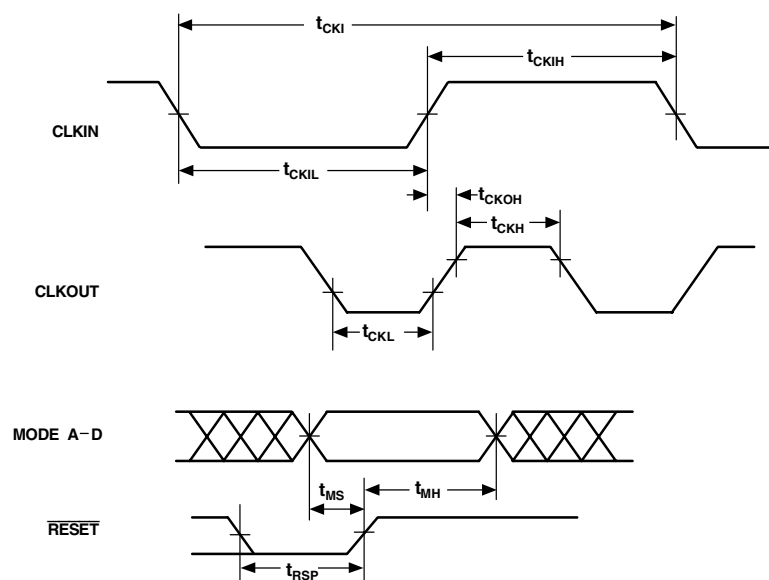 tCKI
tCKIH
CLKIN
tCKIL
tCKOH
tCKH
CLKOUT
tCKL
MODE A–D
tMS
tMH
RESET
tRSP